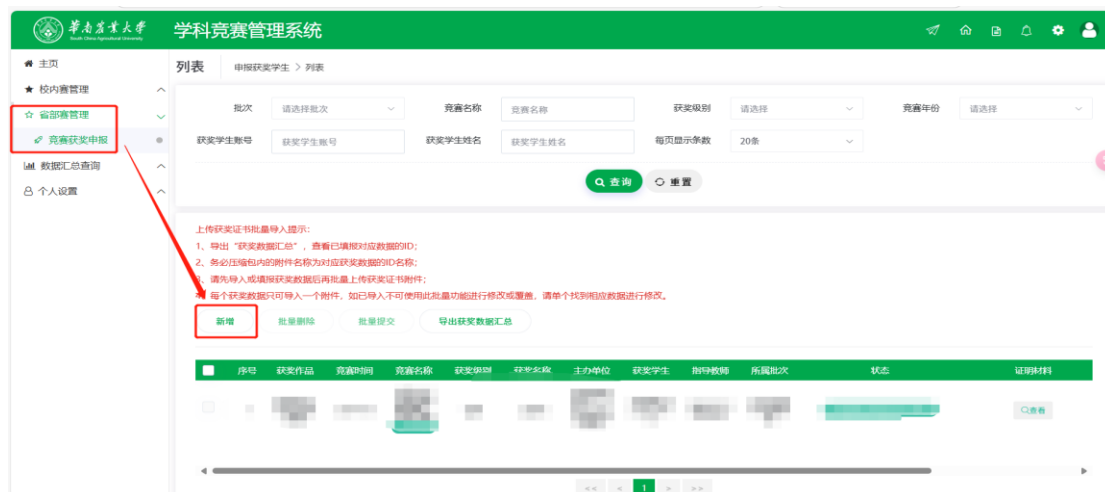 華南農業大學 学科竞赛管理系统
South China Agricultural University
主页
校内赛管理
省部赛管理
竞赛获奖申报
数据汇总查询
个人设置
列表 申报获奖学生 > 列表
批次 请选择批次 竞赛名称 竞赛名称 获奖级别 请选择 竞赛年份 请选择
获奖学生账号 获奖学生账号 获奖学生姓名 获奖学生姓名 每页显示条数 20条
查询 重置
上传获奖证书批量导入提示:
1、导出“获奖数据汇总”,查看已填报对应数据的ID;
2、务必压缩包内的附件名称为对应获奖数据的ID名称;
、请先导入或填报获奖数据后再批量上传获奖证书附件;
、每个获奖数据只可导入一个附件,如已导入不可使用此批量功能进行修改或覆盖,请单个找到相应数据进行修改。
新增 批量删除 批量提交 导出获奖数据汇总
序号 获奖作品 竞赛时间 竞赛名称 获奖级别 获奖名称 主办单位 获奖学生 指导教师 所属批次 状态 证明材料
查看
<< < 1 > >>